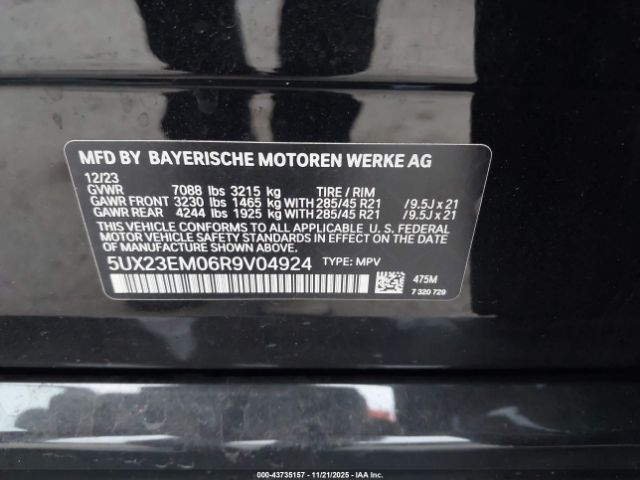 MFD BY BAYERISCHE MOTOREN WERKE AG
12/23
GVWR 7088 lbs 3215 kg TIRE / RIM
GAWR FRONT 3230 lbs 1465 kg WITH 285/45 R21 /9.5J x 21
GAWR REAR 4244 lbs 1925 kg WITH 285/45 R21 /9.5J x 21
THIS VEHICLE CONFORMS TO ALL APPLICABLE U. S. FEDERAL
MOTOR VEHICLE SAFETY STANDARDS IN EFFECT ON THE DATE OF
MANUFACTURE SHOWN ABOVE.
5UX23EM06R9V04924 TYPE: MPV
475M
7 320 729
000-43735157 - 11/21/2025 - IAA Inc.